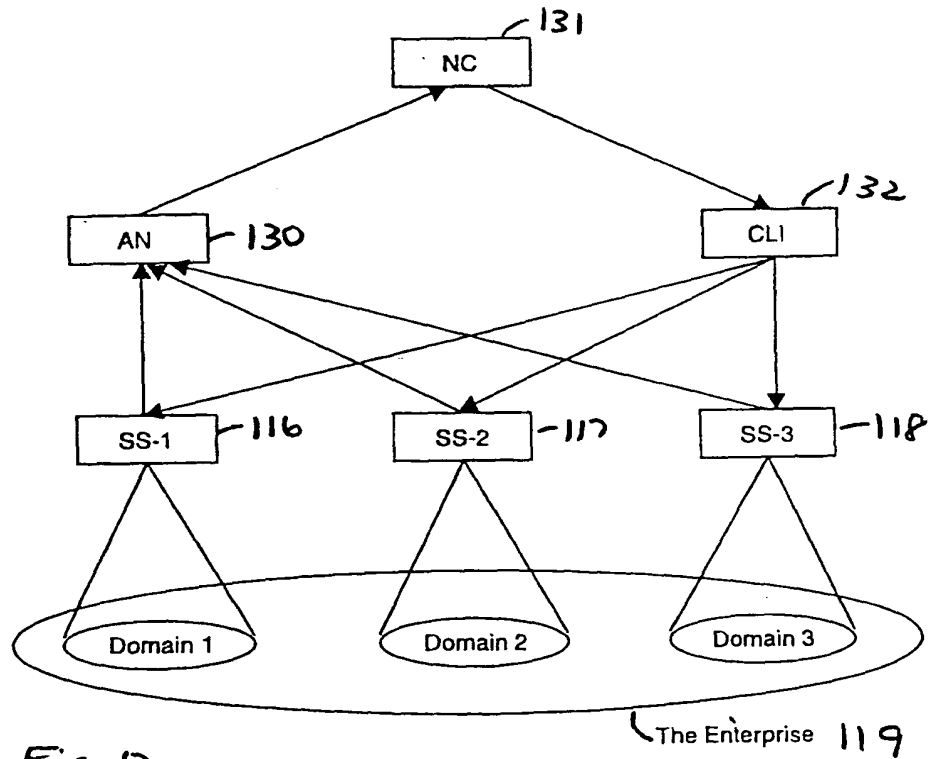 131
NC
132
AN
130
CLI
SS-1
116
SS-2
117
SS-3
118
Domain 1
Domain 2
Domain 3
The Enterprise 119